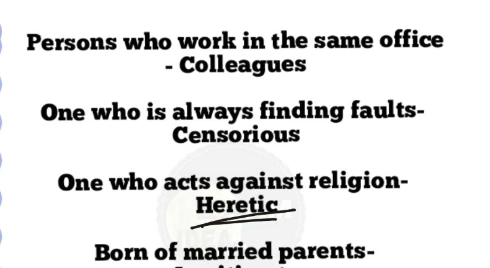 Persons who work in the same office
- Colleagues
One who is always finding faults-
Censorious
One who acts against religion-
Heretic
Born of married parents-